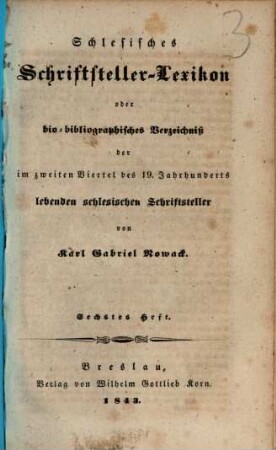 3
Schlesisches
Schriftsteller-Lexikon
oder
bio-bibliographisches Verzeichniß
der
im zweiten Viertel des 19. Jahrhunderts
lebenden schlesischen Schriftsteller
von
Karl Gabriel Nowack.
Sechstes Heft.
Breslau,
Verlag von Wilhelm Gottlieb Korn.
1843.